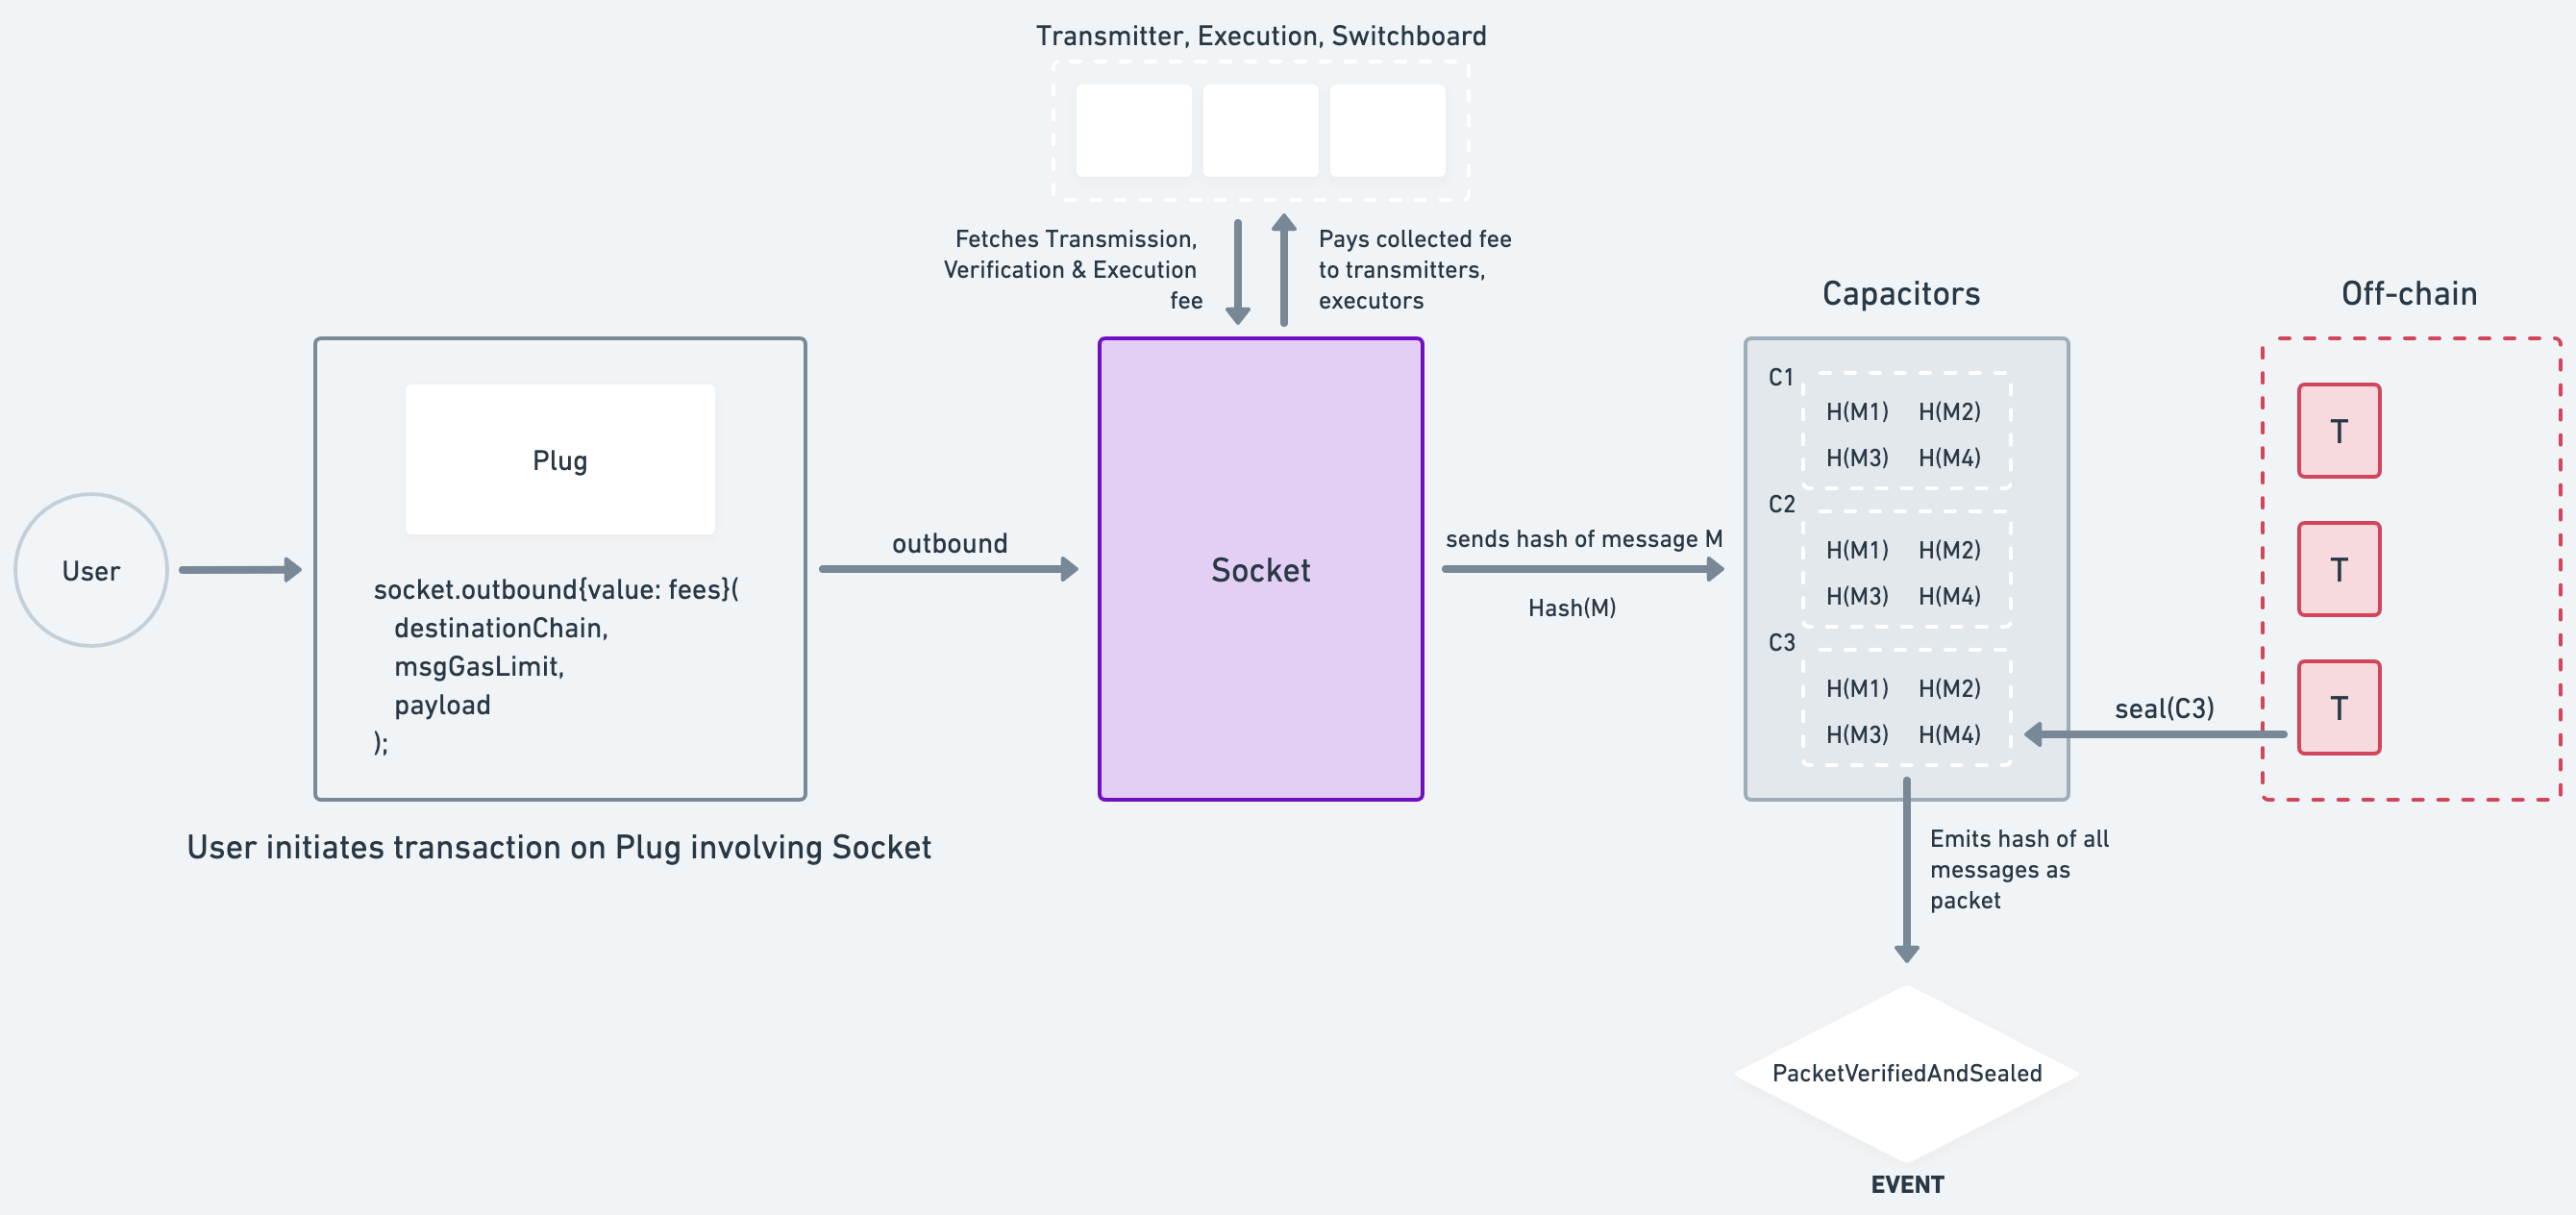 Transmitter, Execution, Switchboard
Fetches Transmission,
Verification & Execution
fee
Pays collected fee
to transmitters,
executors
User
Plug
socket.outbound{value: fees}(
destinationChain,
msgGasLimit,
payload
);
User initiates transaction on Plug involving Socket
outbound
Socket
sends hash of message M
Hash(M)
Capacitors
C1
H(M1) H(M2)
H(M3) H(M4)
C2
H(M1) H(M2)
H(M3) H(M4)
C3
H(M1) H(M2)
H(M3) H(M4)
Off-chain
T
T
T
seal(C3)
Emits hash of all
messages as
packet
PacketVerifiedAndSealed
EVENT